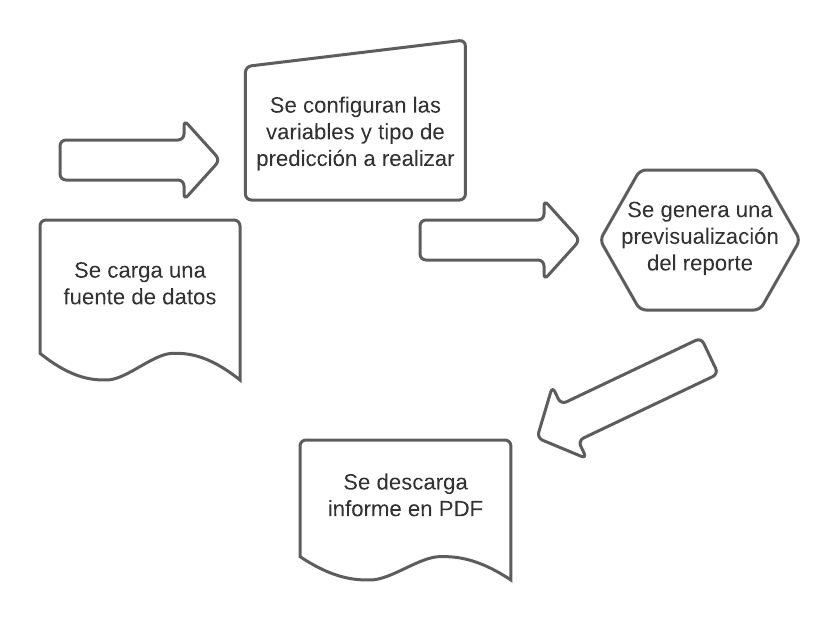 Se carga una
fuente de datos
Se configuran las
variables y tipo de
predicción a realizar
Se genera una
previsualización
del reporte
Se descarga
informe en PDF